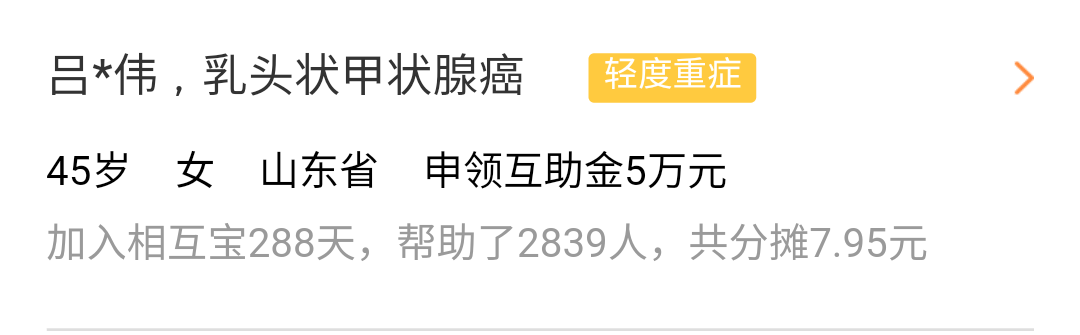 吕*伟，乳头状甲状腺癌 轻度重症
45岁 女 山东省 申领互助金5万元
加入相互宝288天，帮助了2839人，共分摊7.95元